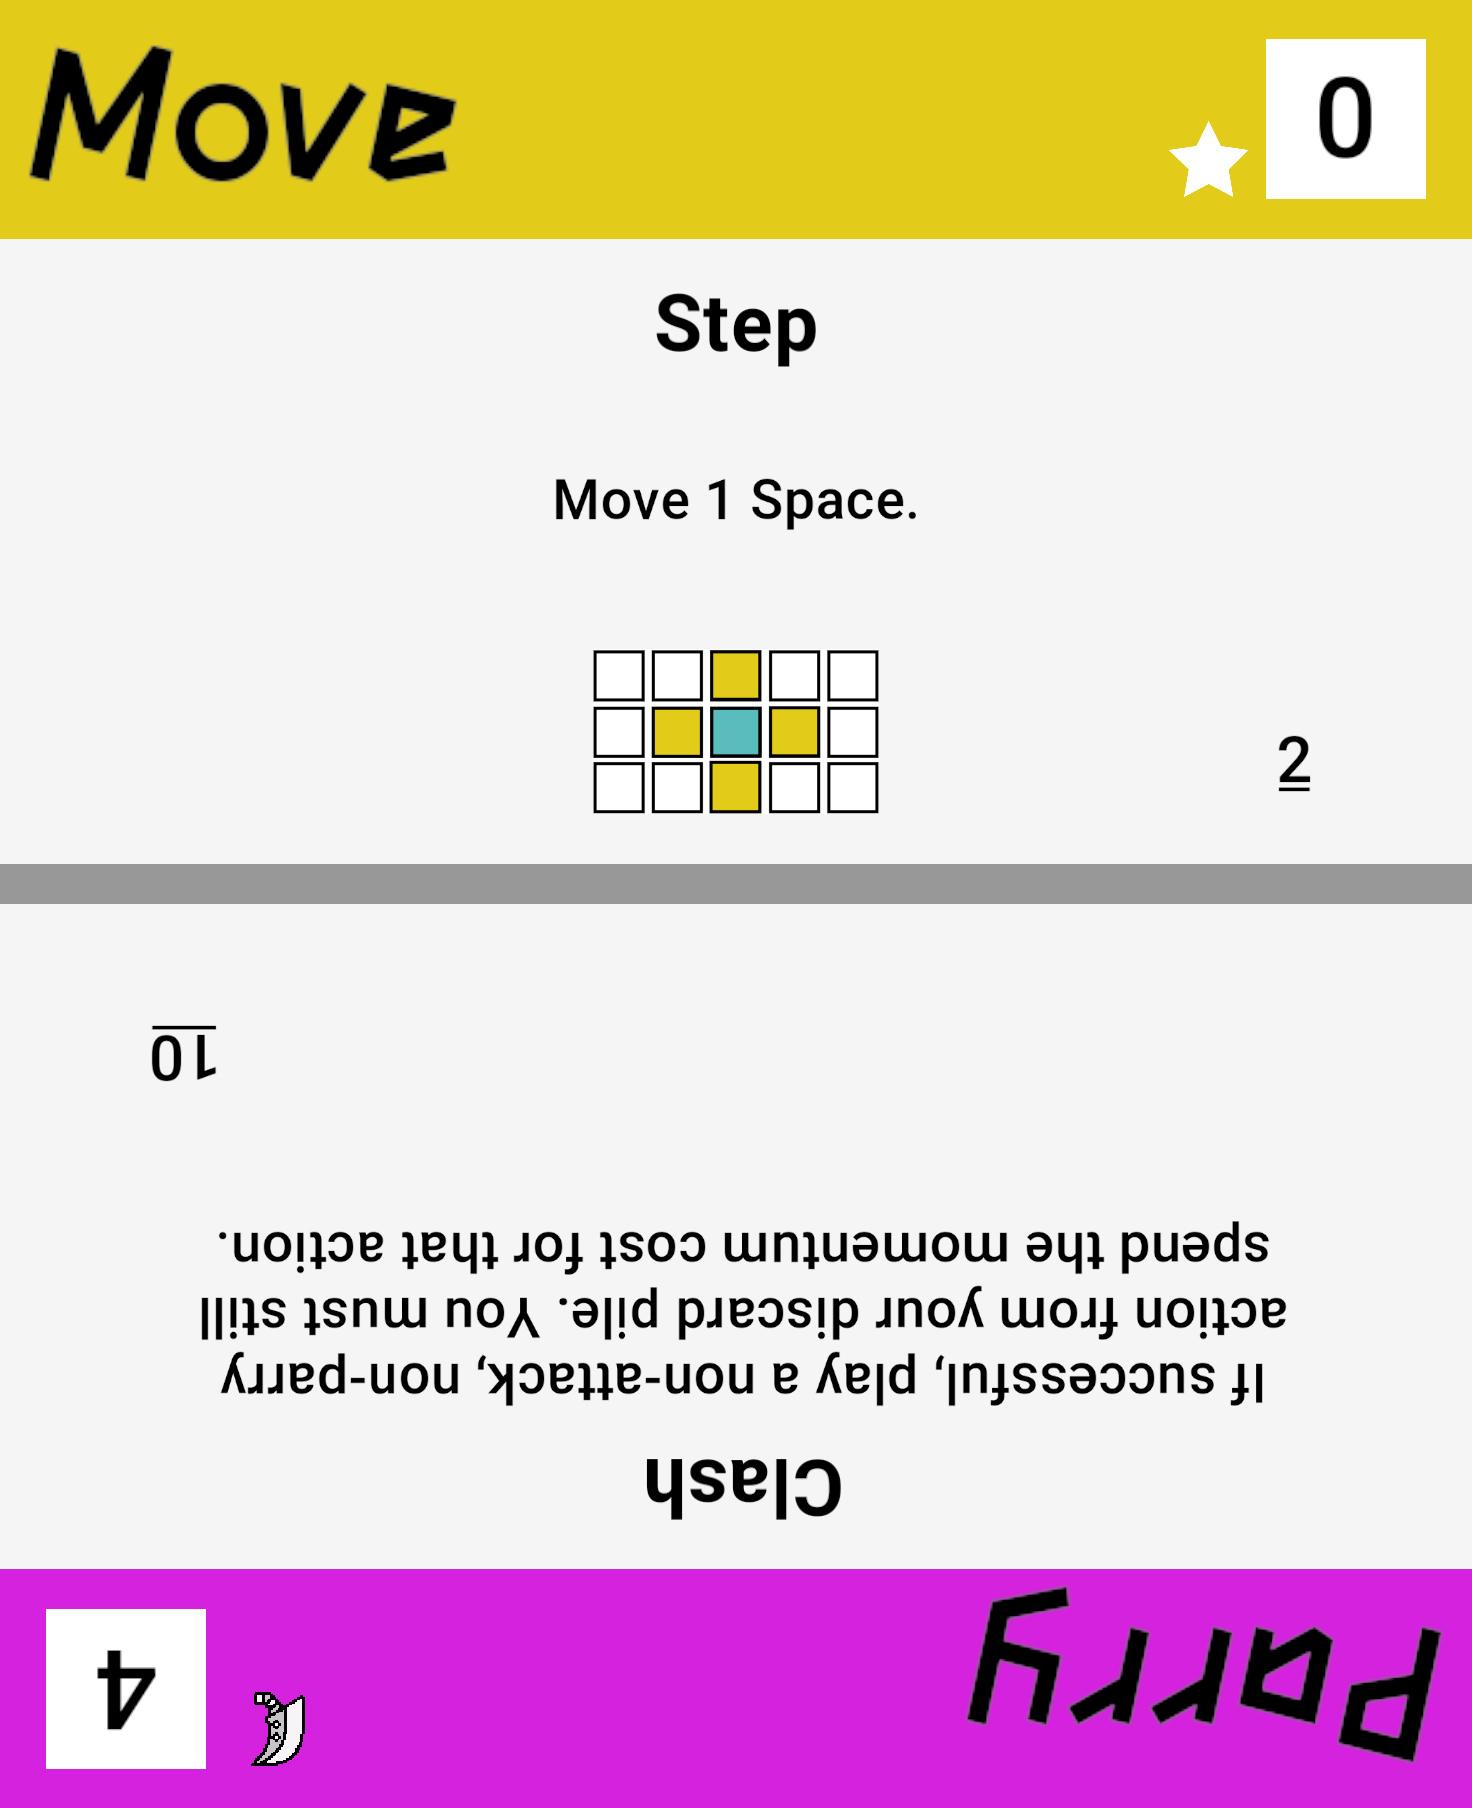 Move
0
Step
Move 1 Space.
2
Parry
4
Clash
If successful, play a non-attack, non-parry
action from your discard pile. You must still
spend the momentum cost for that action.
10